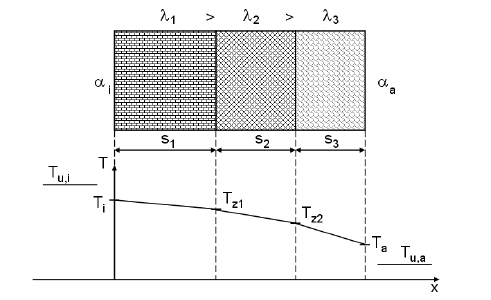 λ1 > λ2 > λ3
αi αa
s1 s2 s3
Tu,i T
Ti Tz1 Tz2 Ta Tu,a
x